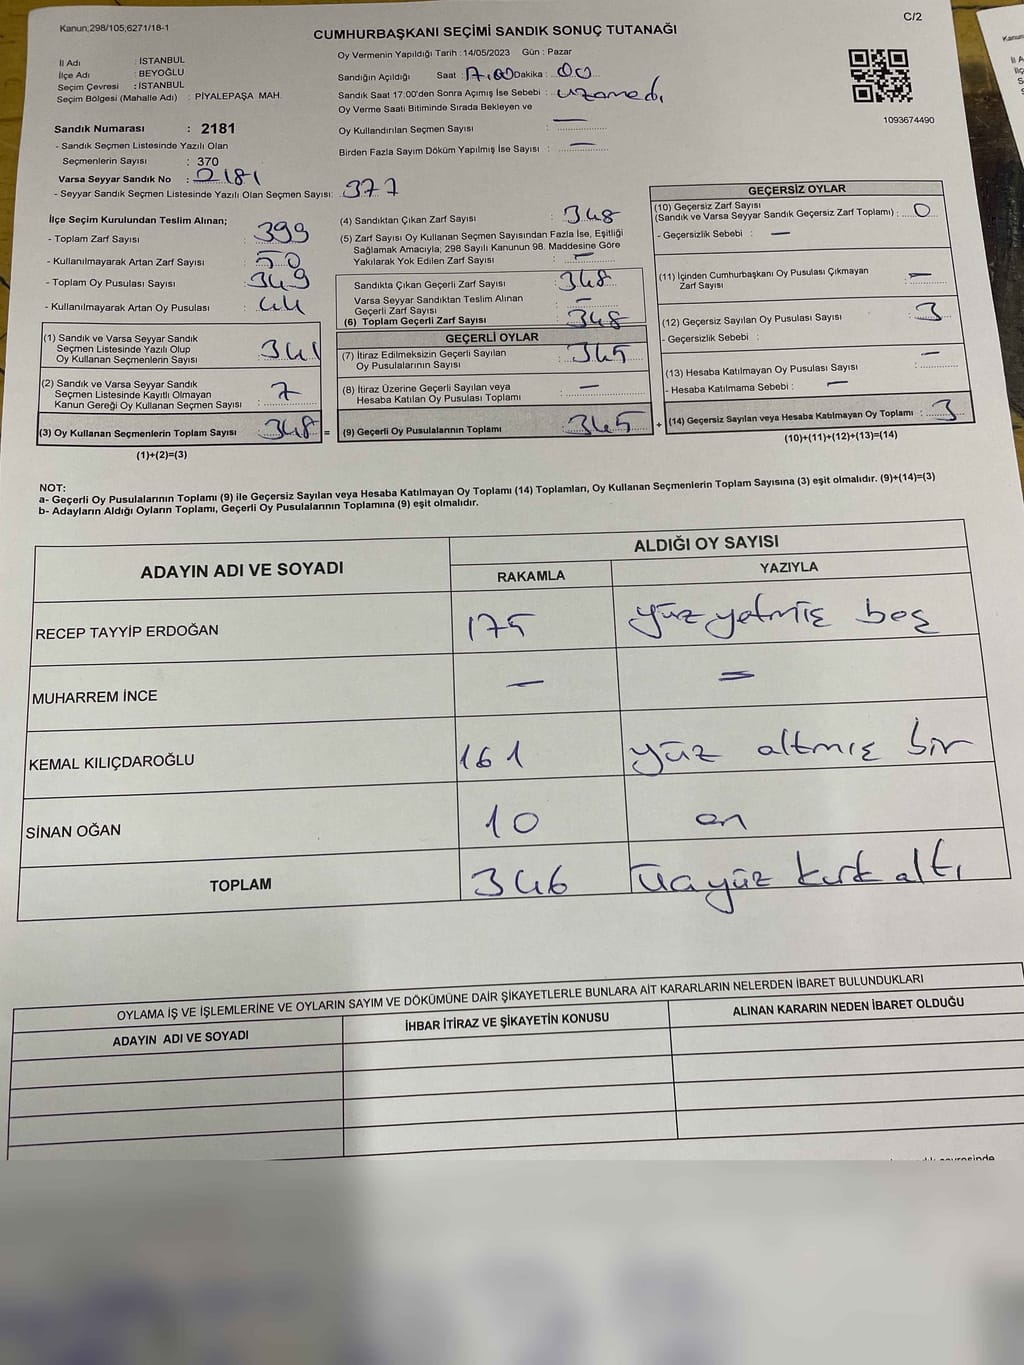 Kanun;298/105,6271/18-1
C/2
CUMHURBAŞKANI SEÇİMİ SANDIK SONUÇ TUTANAĞI
İl Adı : İSTANBUL
İlçe Adı : BEYOĞLU
Seçim Çevresi : İSTANBUL
Seçim Bölgesi (Mahalle Adı) : PİYALEPAŞA MAH.
Oy Vermenin Yapıldığı Tarih : 14/05/2023 Gün : Pazar
Sandığın Açıldığı Saat : 17.00 Dakika : 00
Sandık Saat 17:00'den Sonra Açımış İse Sebebi : uzamadı
Oy Verme Saati Bitiminde Sırada Bekleyen ve
Oy Kullandırılan Seçmen Sayısı : —
Birden Fazla Sayım Döküm Yapılmış İse Sayısı : —
1093674490
Sandık Numarası : 2181
- Sandık Seçmen Listesinde Yazılı Olan
Seçmenlerin Sayısı : 370
Varsa Seyyar Sandık No : 2181
- Seyyar Sandık Seçmen Listesinde Yazılı Olan Seçmen Sayısı: 377
İlçe Seçim Kurulundan Teslim Alınan;
- Toplam Zarf Sayısı : 399
- Kullanılmayarak Artan Zarf Sayısı : 50
- Toplam Oy Pusulası Sayısı : 349
- Kullanılmayarak Artan Oy Pusulası : 44
(1) Sandık ve Varsa Seyyar Sandık
Seçmen Listesinde Yazılı Olup
Oy Kullanan Seçmenlerin Sayısı : 341
(2) Sandık ve Varsa Seyyar Sandık
Seçmen Listesinde Kayıtlı Olmayan
Kanun Gereği Oy Kullanan Seçmen Sayısı : 7
(3) Oy Kullanan Seçmenlerin Toplam Sayısı : 348 =
(1)+(2)=(3)
(4) Sandıktan Çıkan Zarf Sayısı : 348
(5) Zarf Sayısı Oy Kullanan Seçmen Sayısından Fazla İse, Eşitliği
Sağlamak Amacıyla, 298 Sayılı Kanunun 98. Maddesine Göre
Yakılarak Yok Edilen Zarf Sayısı : —
Sandıkta Çıkan Geçerli Zarf Sayısı : 348
Varsa Seyyar Sandıktan Teslim Alınan
Geçerli Zarf Sayısı : —
(6) Toplam Geçerli Zarf Sayısı : 348
GEÇERLİ OYLAR
(7) İtiraz Edilmeksizin Geçerli Sayılan
Oy Pusulalarının Sayısı : 345
(8) İtiraz Üzerine Geçerli Sayılan veya
Hesaba Katılan Oy Pusulası Toplamı : —
(9) Geçerli Oy Pusulalarının Toplamı : 345 +
GEÇERSİZ OYLAR
(10) Geçersiz Zarf Sayısı
(Sandık ve Varsa Seyyar Sandık Geçersiz Zarf Toplamı) : 0
- Geçersizlik Sebebi : —
(11) İçinden Cumhurbaşkanı Oy Pusulası Çıkmayan
Zarf Sayısı : —
(12) Geçersiz Sayılan Oy Pusulası Sayısı : 3
- Geçersizlik Sebebi :
(13) Hesaba Katılmayan Oy Pusulası Sayısı : —
- Hesaba Katılmama Sebebi : —
(14) Geçersiz Sayılan veya Hesaba Katılmayan Oy Toplamı : 3
(10)+(11)+(12)+(13)=(14)
NOT:
a- Geçerli Oy Pusulalarının Toplamı (9) ile Geçersiz Sayılan veya Hesaba Katılmayan Oy Toplamı (14) Toplamları, Oy Kullanan Seçmenlerin Toplam Sayısına (3) eşit olmalıdır. (9)+(14)=(3)
b- Adayların Aldığı Oyların Toplamı, Geçerli Oy Pusulalarının Toplamına (9) eşit olmalıdır.
ADAYIN ADI VE SOYADI
ALDIĞI OY SAYISI
RAKAMLA YAZIYLA
RECEP TAYYİP ERDOĞAN 175 yüz yetmiş beş
MUHARREM İNCE — =
KEMAL KILIÇDAROĞLU 161 yüz altmış bir
SİNAN OĞAN 10 on
TOPLAM 346 üçyüz kırk altı
OYLAMA İŞ VE İŞLEMLERİNE VE OYLARIN SAYIM VE DÖKÜMÜNE DAİR ŞİKAYETLERLE BUNLARA AİT KARARLARIN NELERDEN İBARET BULUNDUKLARI
ADAYIN ADI VE SOYADI İHBAR İTİRAZ VE ŞİKAYETİN KONUSU ALINAN KARARIN NEDEN İBARET OLDUĞU